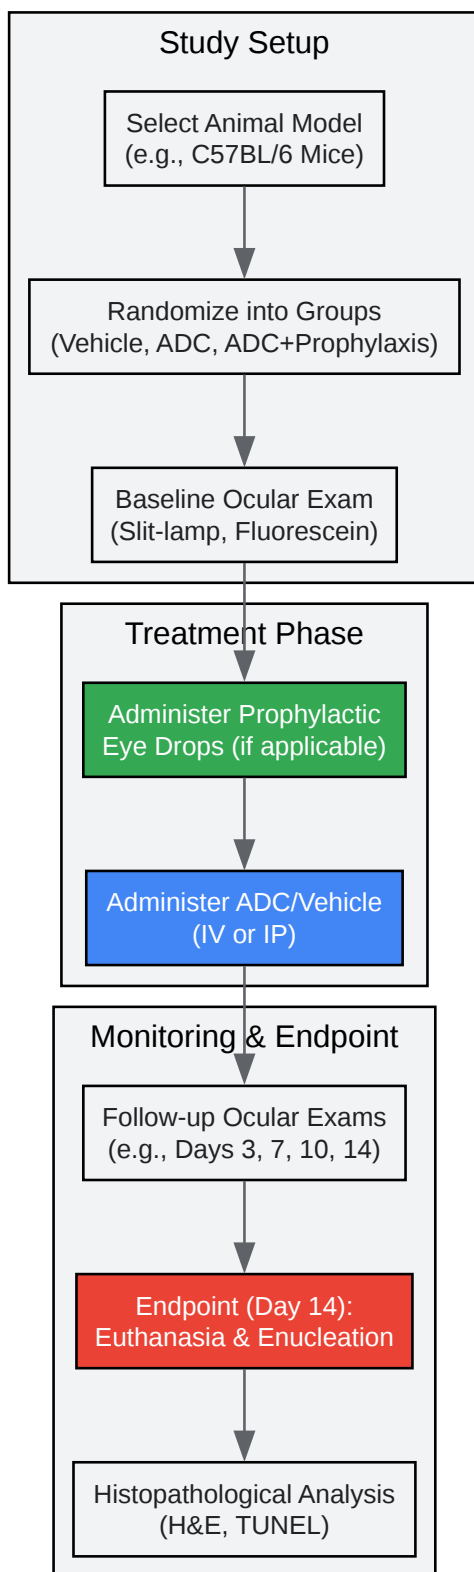 Study Setup
Select Animal Model
(e.g., C57BL/6 Mice)
Randomize into Groups
(Vehicle, ADC, ADC+Prophylaxis)
Baseline Ocular Exam
(Slit-lamp, Fluorescein)
Treatment Phase
Administer Prophylactic
Eye Drops (if applicable)
Administer ADC/Vehicle
(IV or IP)
Monitoring & Endpoint
Follow-up Ocular Exams
(e.g., Days 3, 7, 10, 14)
Endpoint (Day 14):
Euthanasia & Enucleation
Histopathological Analysis
(H&E, TUNEL)